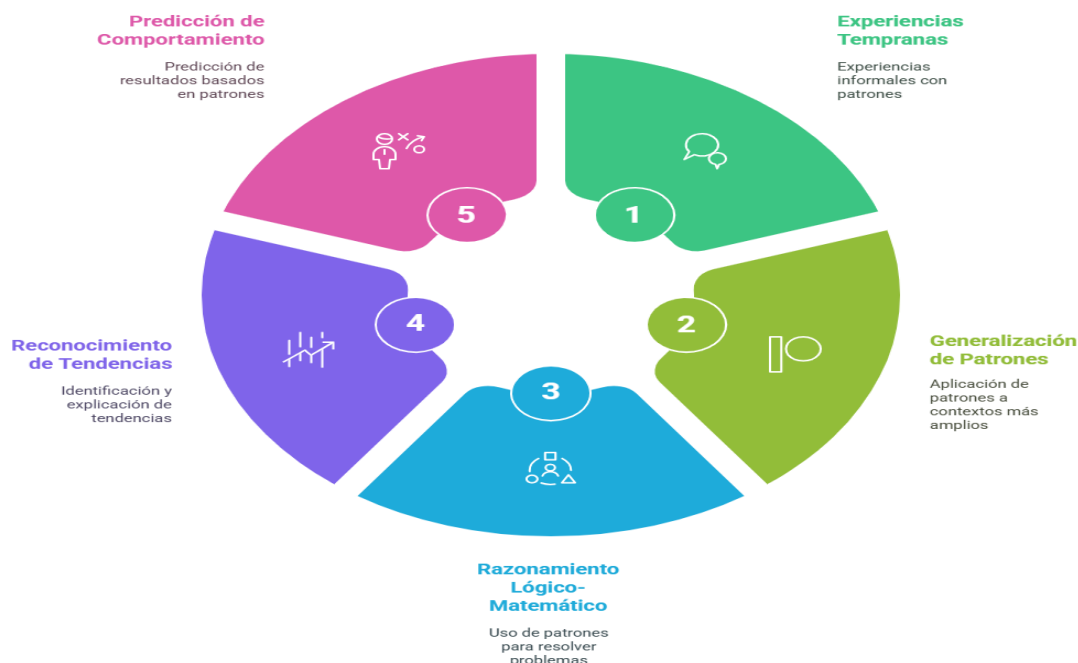 Experiencias
Tempranas
Experiencias
informales con
patrones
1
Generalización
de Patrones
Aplicación de
patrones a
contextos más
amplios
2
3
Razonamiento
Lógico-
Matemático
Uso de patrones
para resolver
problemas
4
Reconocimiento
de Tendencias
Identificación y
explicación de
tendencias
5
Predicción de
Comportamiento
Predicción de
resultados basados
en patrones